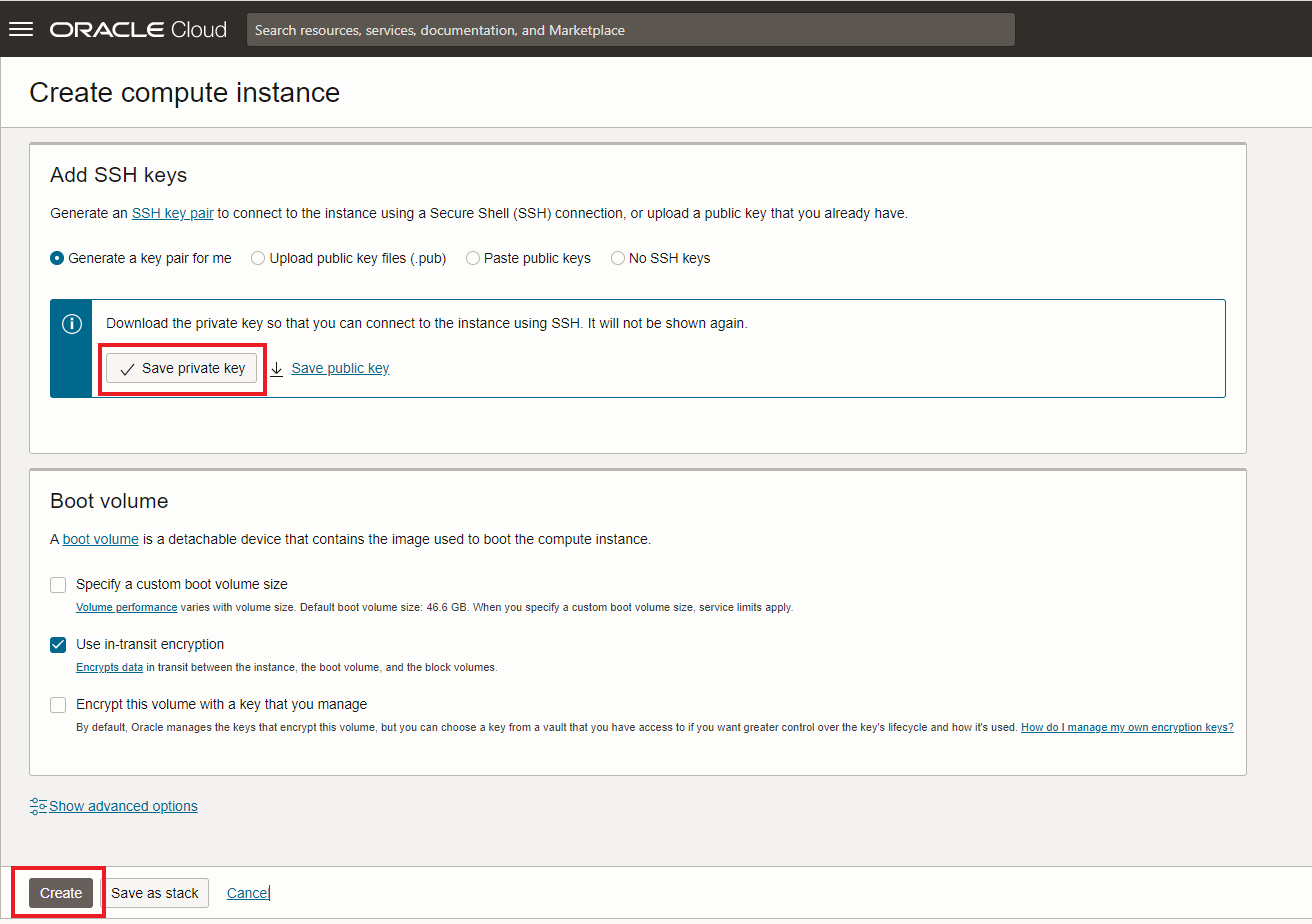 ORACLE Cloud
Search resources, services, documentation, and Marketplace
Create compute instance
Add SSH keys
Generate an SSH key pair to connect to the instance using a Secure Shell (SSH) connection, or upload a public key that you already have.
Generate a key pair for me Upload public key files (.pub) Paste public keys No SSH keys
Download the private key so that you can connect to the instance using SSH. It will not be shown again.
Save private key Save public key
Boot volume
A boot volume is a detachable device that contains the image used to boot the compute instance.
Specify a custom boot volume size
Volume performance varies with volume size. Default boot volume size: 46.6 GB. When you specify a custom boot volume size, service limits apply.
Use in-transit encryption
Encrypts data in transit between the instance, the boot volume, and the block volumes.
Encrypt this volume with a key that you manage
By default, Oracle manages the keys that encrypt this volume, but you can choose a key from a vault that you have access to if you want greater control over the key's lifecycle and how it's used. How do I manage my own encryption keys?
Show advanced options
Create Save as stack Cancel